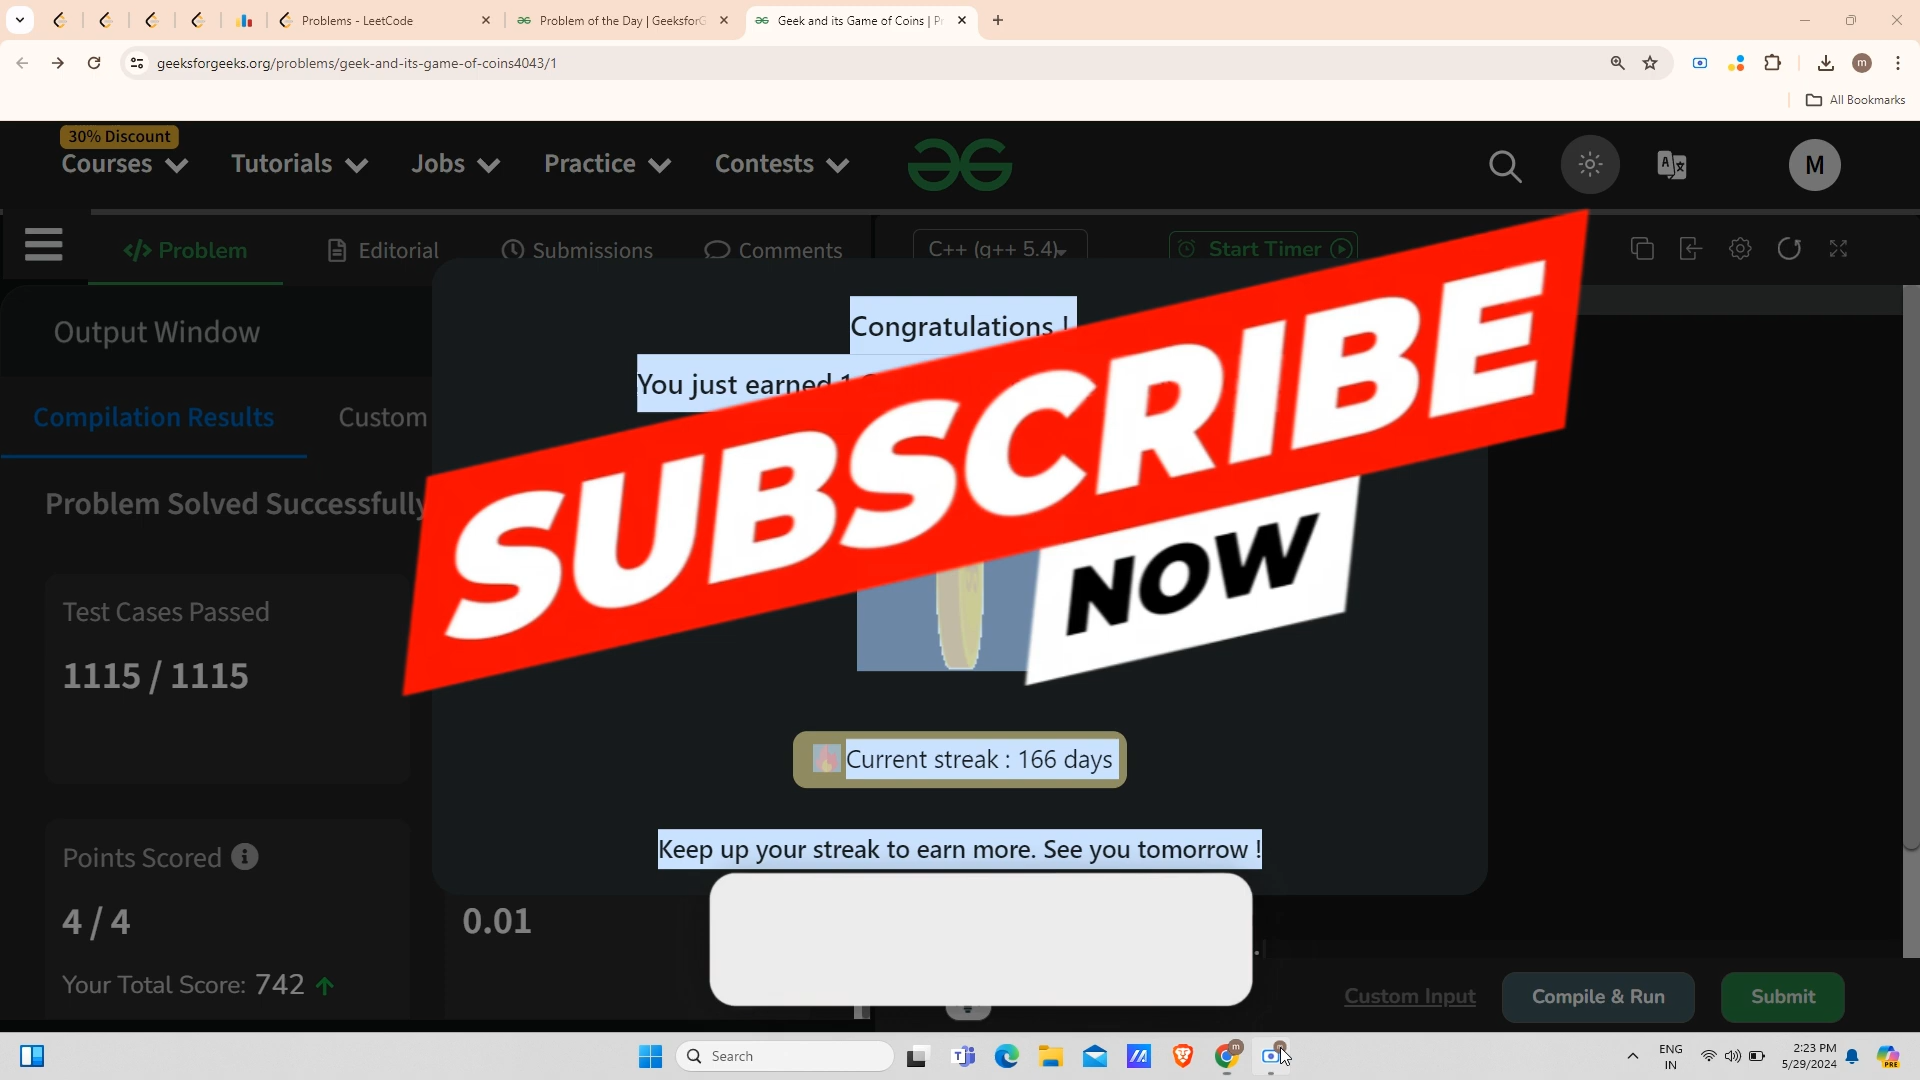 Problems - LeetCode
Problem of the Day | Geeksfor
Geek and its Game of Coins |
geeksforgeeks.org/problems/geek-and-its-game-of-coins4043/1
All Bookmarks
30% Discount
Courses Tutorials Jobs Practice Contests
M
Problem Editorial Submissions Comments
C++ (g++ 5.4) Start Timer
Output Window
Congratulations !
You just earned 1
Compilation Results Custom
Problem Solved Successfully
SUBSCRIBE
NOW
Test Cases Passed
1115 / 1115
Current streak : 166 days
Keep up your streak to earn more. See you tomorrow !
Points Scored
4 / 4
0.01
Your Total Score: 742
Custom Input Compile & Run Submit
Search
ENG
IN
2:23 PM
5/29/2024